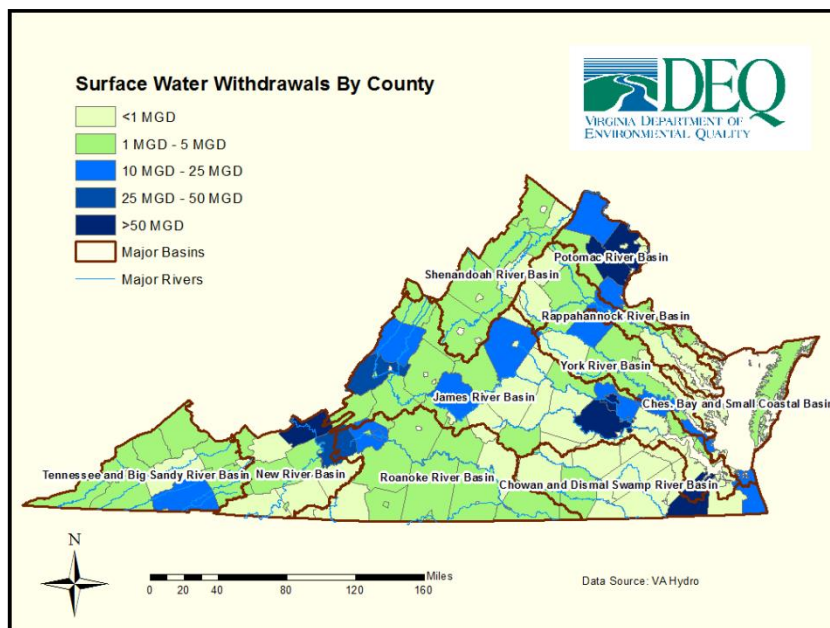 Surface Water Withdrawals By County
<1 MGD
1 MGD - 5 MGD
10 MGD - 25 MGD
25 MGD - 50 MGD
>50 MGD
Major Basins
Major Rivers
DEQ
VIRGINIA DEPARTMENT OF
ENVIRONMENTAL QUALITY
Potomac River Basin
Shenandoah River Basin
Rappahannock River Basin
York River Basin
James River Basin
Ches. Bay and Small Coastal Basin
Tennessee and Big Sandy River Basin
New River Basin
Roanoke River Basin
Chowan and Dismal Swamp River Basin
N
Miles
0 20 40 80 120 160
Data Source: VA Hydro